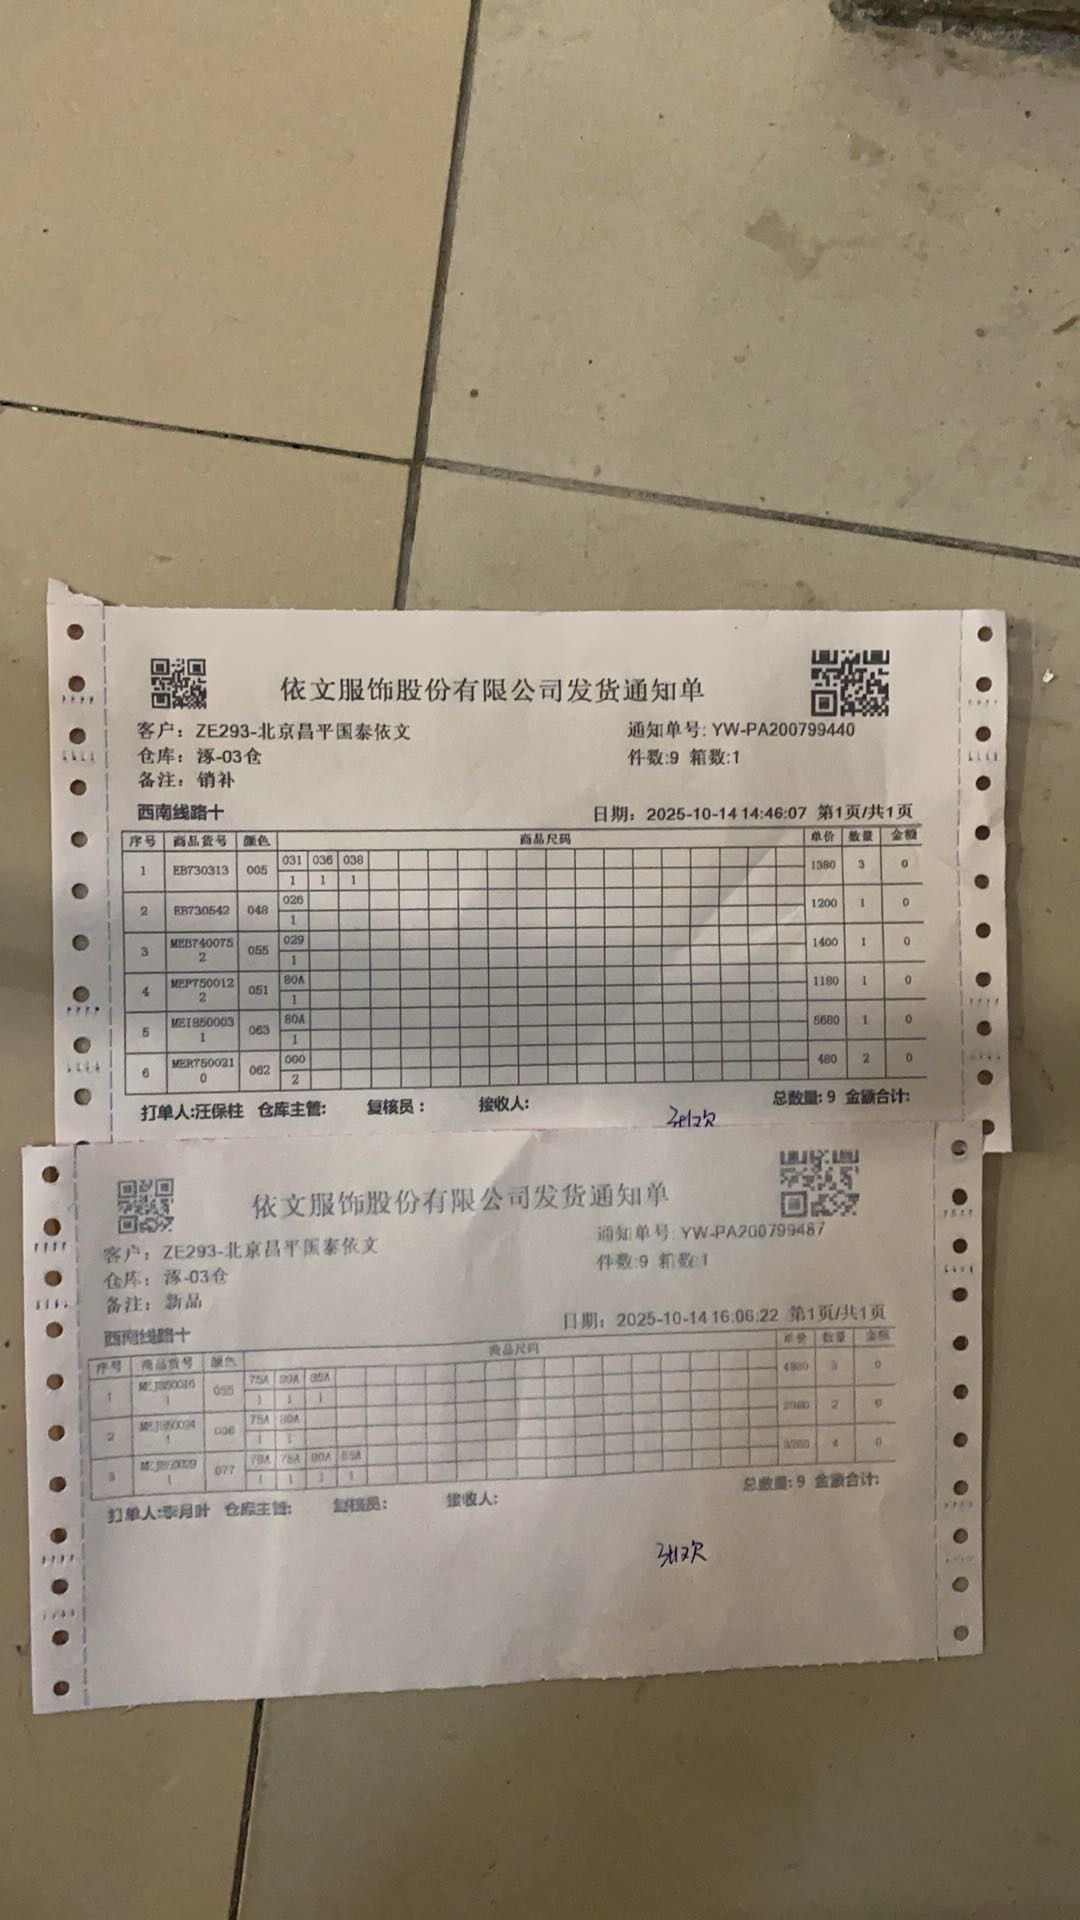 依文服饰股份有限公司发货通知单
客户：ZE293-北京昌平国泰依文
通知单号:YW-PA200799440
仓库：涿-03仓
件数:9 箱数:1
备注：销补
西南线路十
日期：2025-10-14 14:46:07 第1页/共1页
序号 商品货号 颜色 商品尺码 单价 数量 金额
1 EB730313 005 031 036 038 1380 3 0
1 1 1
2 EB730542 048 026 1200 1 0
1
3 MEB7400752 055 029 1400 1 0
1
4 MEP7500122 051 80A 1180 1 0
1
5 MEI8500031 063 80A 5680 1 0
1
6 MER7500210 062 000 480 2 0
2
打单人:汪保柱 仓库主管: 复核员： 接收人: 总数量: 9 金额合计:
依文服饰股份有限公司发货通知单
客户：ZE293-北京昌平国泰依文
通知单号:YW-PA200799487
仓库：涿-03仓
件数:9 箱数:1
备注：新品
西南线路十
日期：2025-10-14 16:06:22 第1页/共1页
序号 商品货号 颜色 商品尺码 单价 数量 金额
1 055 75A 80A 85A 3 0
1 1 1
2 75A 80A 2980 2 0
1 1
3 077 75A 80A 3280 4 0
1 1 1 1
打单人:李月叶 仓库主管: 复核员: 接收人: 总数量: 9 金额合计: